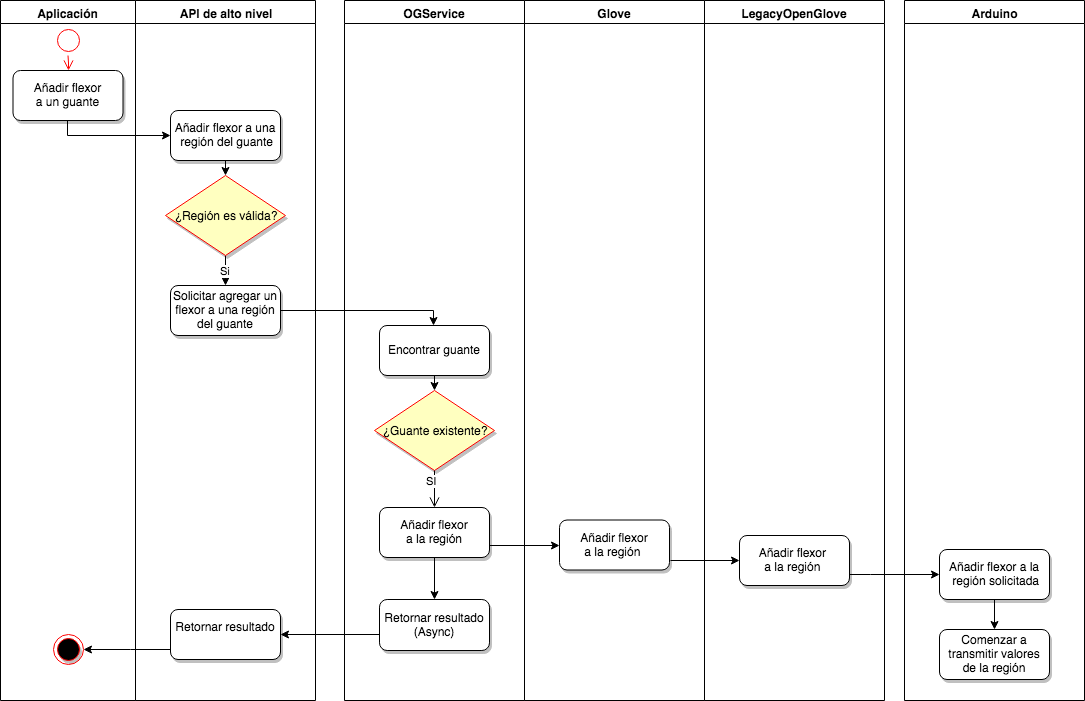 Aplicación
API de alto nivel
OGService
Glove
LegacyOpenGlove
Arduino
Añadir flexor
a un guante
Añadir flexor a una
región del guante
¿Región es válida?
Si
Solicitar agregar un
flexor a una región
del guante
Encontrar guante
¿Guante existente?
SI
Añadir flexor
a la región
Añadir flexor
a la región
Añadir flexor
a la región
Añadir flexor a la
región solicitada
Retornar resultado
(Async)
Retornar resultado
Comenzar a
transmitir valores
de la región